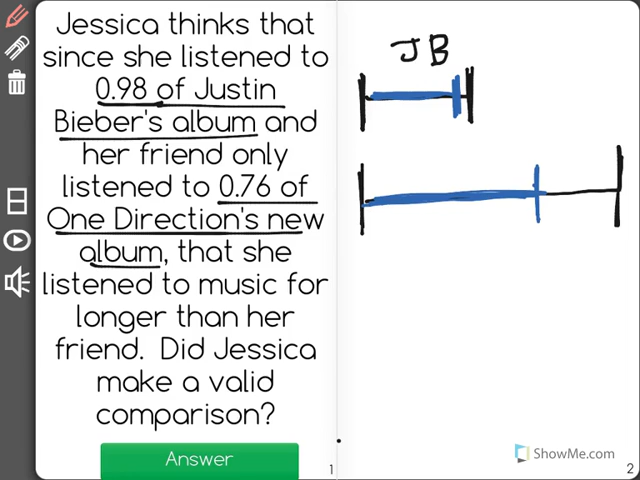 Jessica thinks that
since she listened to
0.98 of Justin
Bieber's album and
her friend only
listened to 0.76 of
One Direction's new
album, that she
listened to music for
longer than her
friend. Did Jessica
make a valid
comparison?
Answer
1
JB
ShowMe.com
2